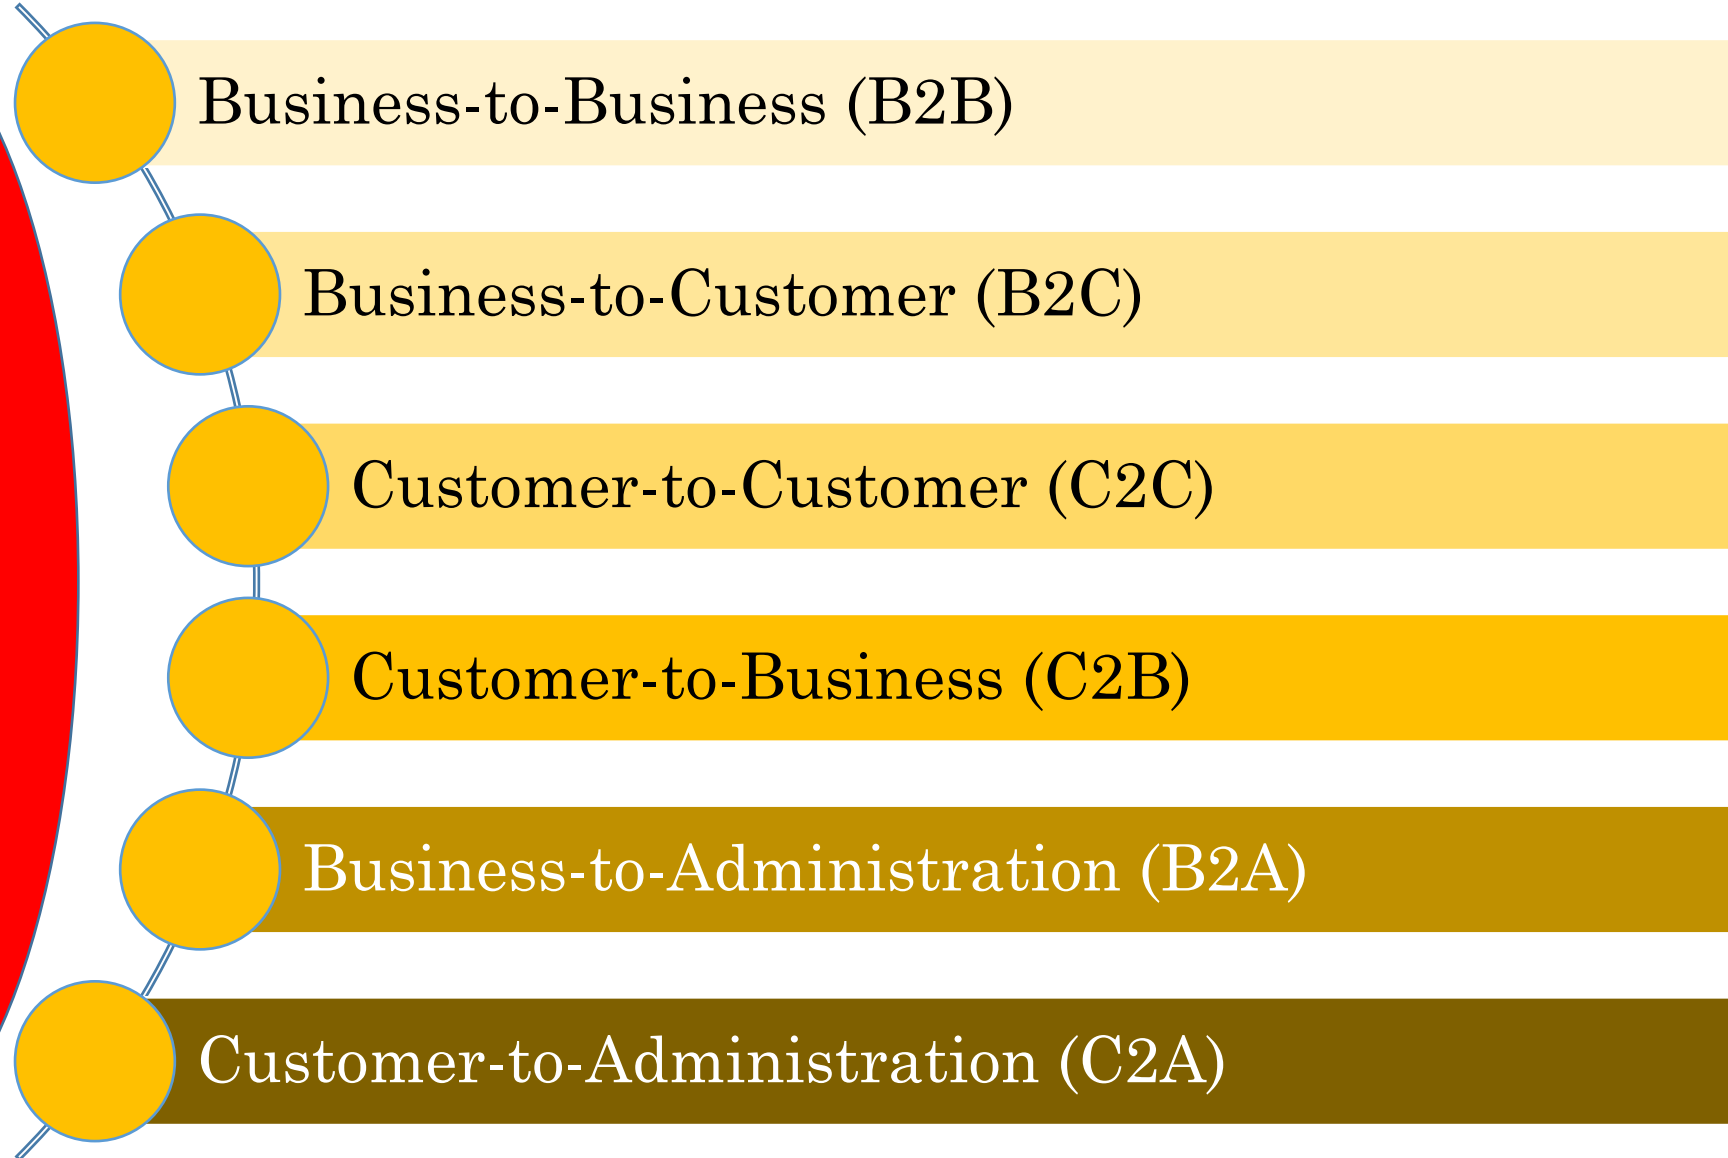 Business-to-Business (B2B)
Business-to-Customer (B2C)
Customer-to-Customer (C2C)
Customer-to-Business (C2B)
Business-to-Administration (B2A)
Customer-to-Administration (C2A)